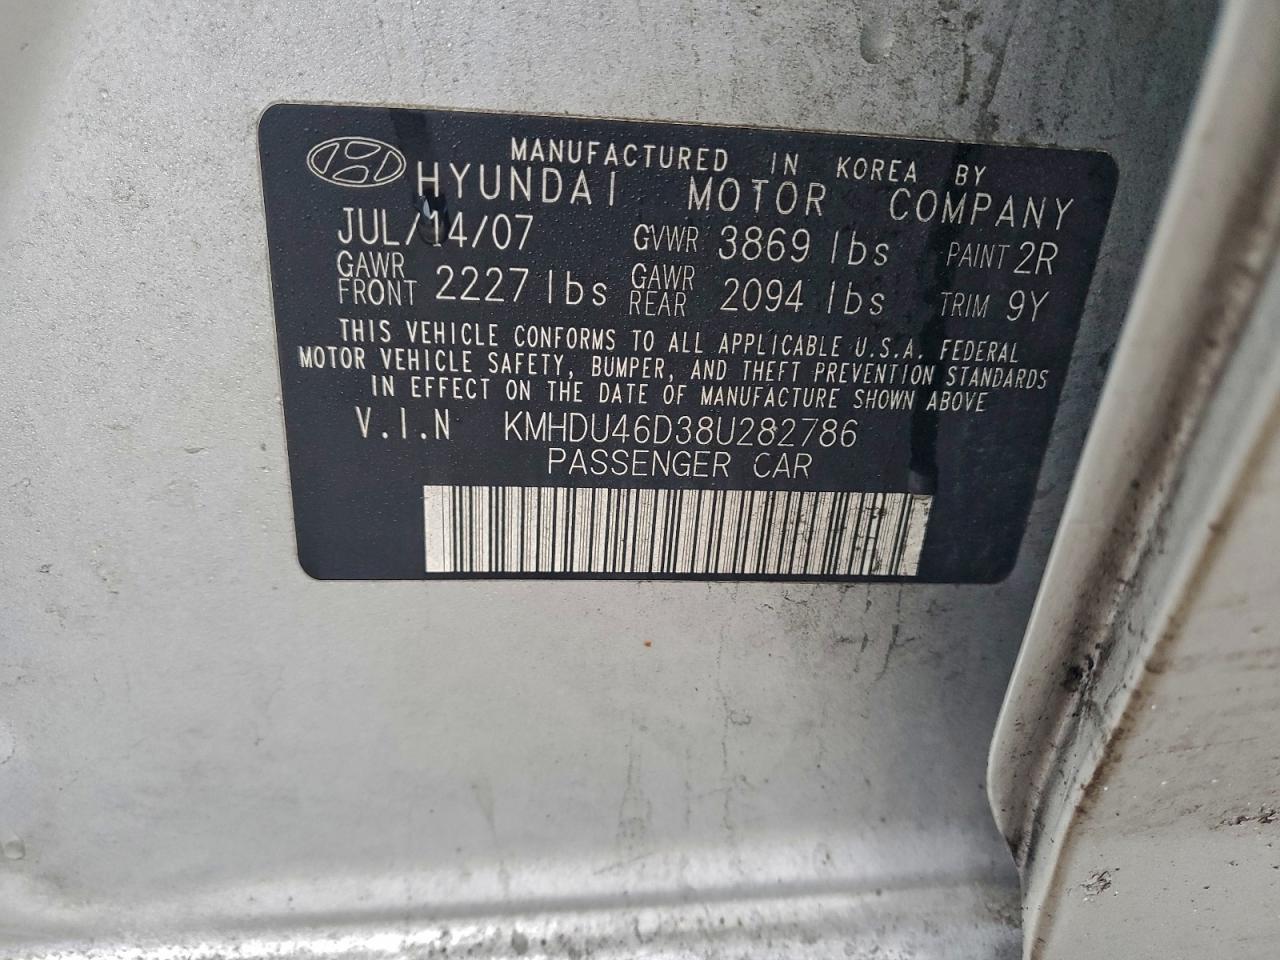 MANUFACTURED IN KOREA BY
HYUNDAI MOTOR COMPANY
JUL/14/07 GVWR 3869 lbs PAINT 2R
GAWR FRONT 2227 lbs GAWR REAR 2094 lbs TRIM 9Y
THIS VEHICLE CONFORMS TO ALL APPLICABLE U.S.A. FEDERAL
MOTOR VEHICLE SAFETY, BUMPER, AND THEFT PREVENTION STANDARDS
IN EFFECT ON THE DATE OF MANUFACTURE SHOWN ABOVE
V.I.N KMHDU46D38U282786
PASSENGER CAR